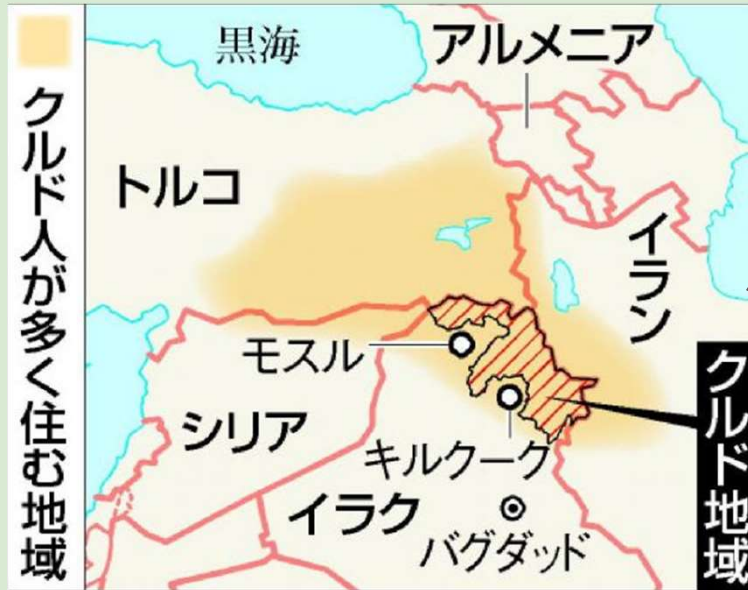 クルド人が多く住む地域
黒海
アルメニア
トルコ
イラン
モスル
シリア
キルクーク
イラク
バグダッド
クルド地域